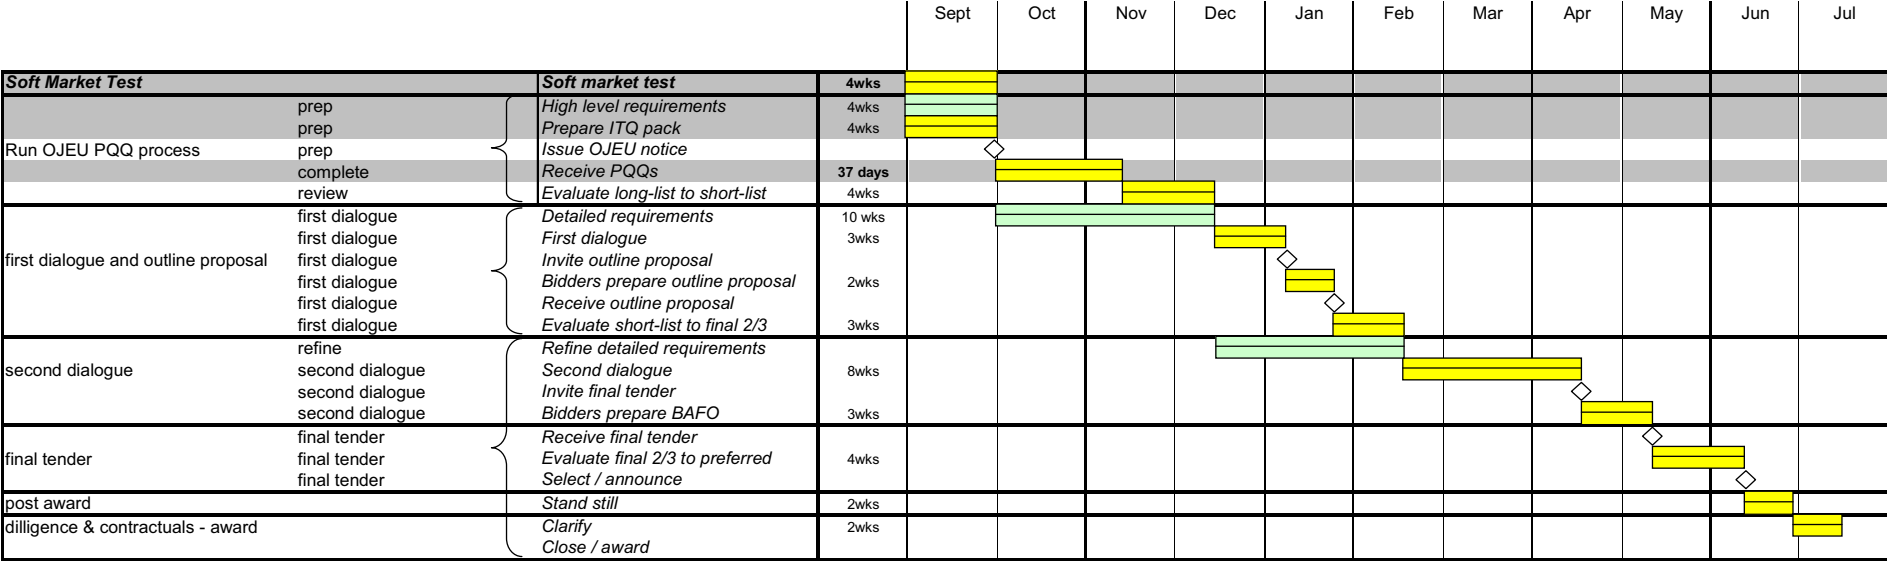 Sept Oct Nov Dec Jan Feb Mar Apr May Jun Jul
Soft Market Test Soft market test 4wks
prep High level requirements 4wks
prep Prepare ITQ pack 4wks
Run OJEU PQQ process prep Issue OJEU notice
complete Receive PQQs 37 days
review Evaluate long-list to short-list 4wks
first dialogue Detailed requirements 10 wks
first dialogue First dialogue 3wks
first dialogue and outline proposal first dialogue Invite outline proposal
first dialogue Bidders prepare outline proposal 2wks
first dialogue Receive outline proposal
first dialogue Evaluate short-list to final 2/3 3wks
refine Refine detailed requirements
second dialogue second dialogue Second dialogue 8wks
second dialogue Invite final tender
second dialogue Bidders prepare BAFO 3wks
final tender Receive final tender
final tender final tender Evaluate final 2/3 to preferred 4wks
final tender Select / announce
post award Stand still 2wks
dilligence & contractuals - award Clarify 2wks
Close / award